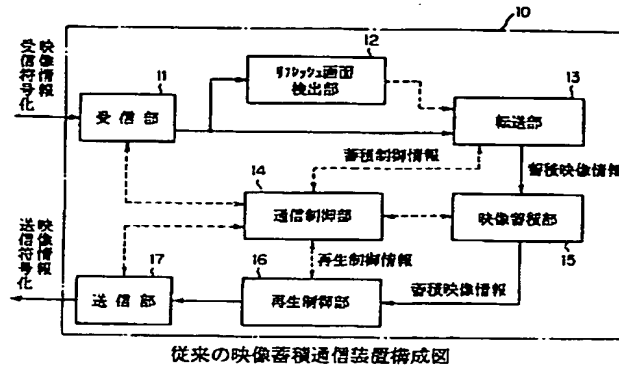 10
受信符号化
映像情報
11
受信部
12
リフレッシュ画面
検出部
13
転送部
蓄積制御情報
蓄積映像情報
14
通信制御部
映像蓄積部
15
送信符号化
映像情報
17
送信部
16
再生制御情報
再生制御部
蓄積映像情報
従来の映像蓄積通信装置構成図